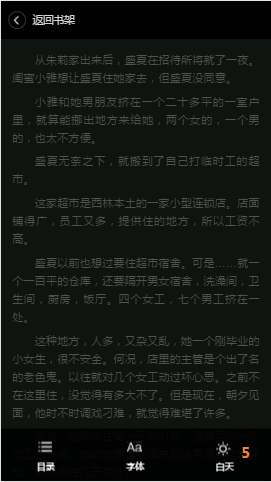 返回书架
从朱莉家出来后，盛夏在招待所将就了一夜。
闺蜜小雅想让盛夏住她家去，但盛夏没同意。
小雅和她男朋友挤在一个二十多平的一室户
里，就算能挪出地方来给她，两个女的，一个男
的，也太不方便。
盛夏无奈之下，就搬到了自己打临时工的超
市。
这家超市是西林本土的一家小型连锁店。店面
铺得广，员工又多，提供住的地方，所以工资不
高。
盛夏以前也想过要住超市宿舍。可是……就一
个一百平的仓库，还要隔开男女宿舍，洗澡间，卫
生间，厨房，饭厅。四个女工，七个男工挤在一
处。
这种地方，人多，又杂又乱，她一个刚毕业的
小女生，很不安全。何况，店里的主管是个出了名
的老色鬼。以往就对几个女工动过坏心思。之前不
在这里住，没觉得有多大不了。但是现在，朝夕见
面，他时不时调戏刁难，就觉得难堪了许多。
目录
Aa
字体
白天
5